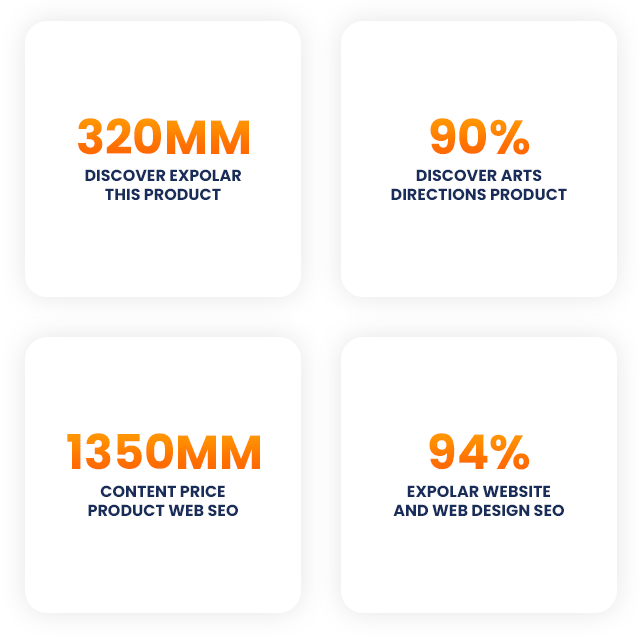 320MM
DISCOVER EXPOLAR
THIS PRODUCT
90%
DISCOVER ARTS
DIRECTIONS PRODUCT
1350MM
CONTENT PRICE
PRODUCT WEB SEO
94%
EXPOLAR WEBSITE
AND WEB DESIGN SEO